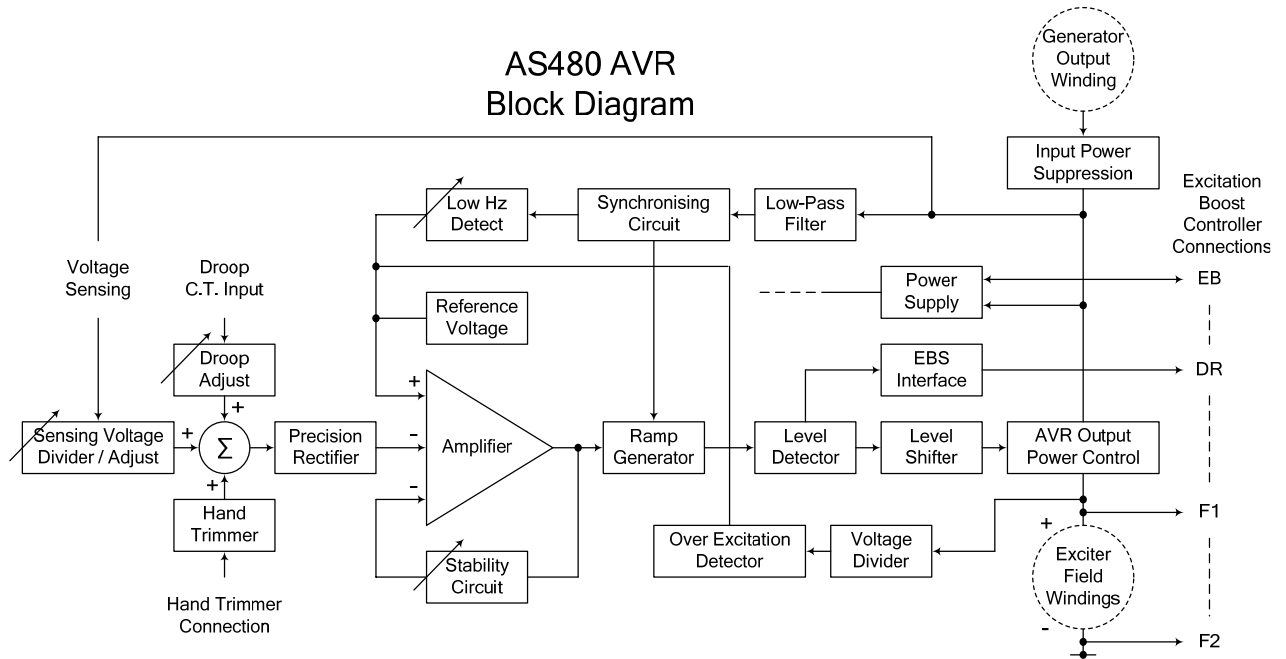 AS480 AVR
Block Diagram
Generator
Output
Winding
Input Power
Suppression
Excitation
Boost
Controller
Connections
Low Hz
Detect
Synchronising
Circuit
Low-Pass
Filter
Voltage
Sensing
Droop
C.T. Input
Power
Supply
EB
Reference
Voltage
Droop
Adjust
EBS
Interface
DR
+
+
Sensing Voltage
Divider / Adjust
+
Σ
Precision
Rectifier
-
Amplifier
Ramp
Generator
Level
Detector
Level
Shifter
AVR Output
Power Control
+
-
Hand
Trimmer
F1
+
Over Excitation
Detector
Voltage
Divider
Exciter
Field
Windings
Stability
Circuit
Hand Trimmer
Connection
-
F2